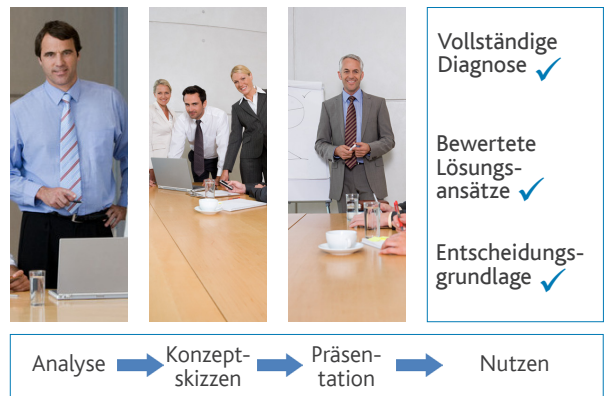 Vollständige
Diagnose
Bewertete
Lösungs-
ansätze
Entscheidungs-
grundlage
Analyse
Konzept-
skizzen
Präsen-
tation
Nutzen